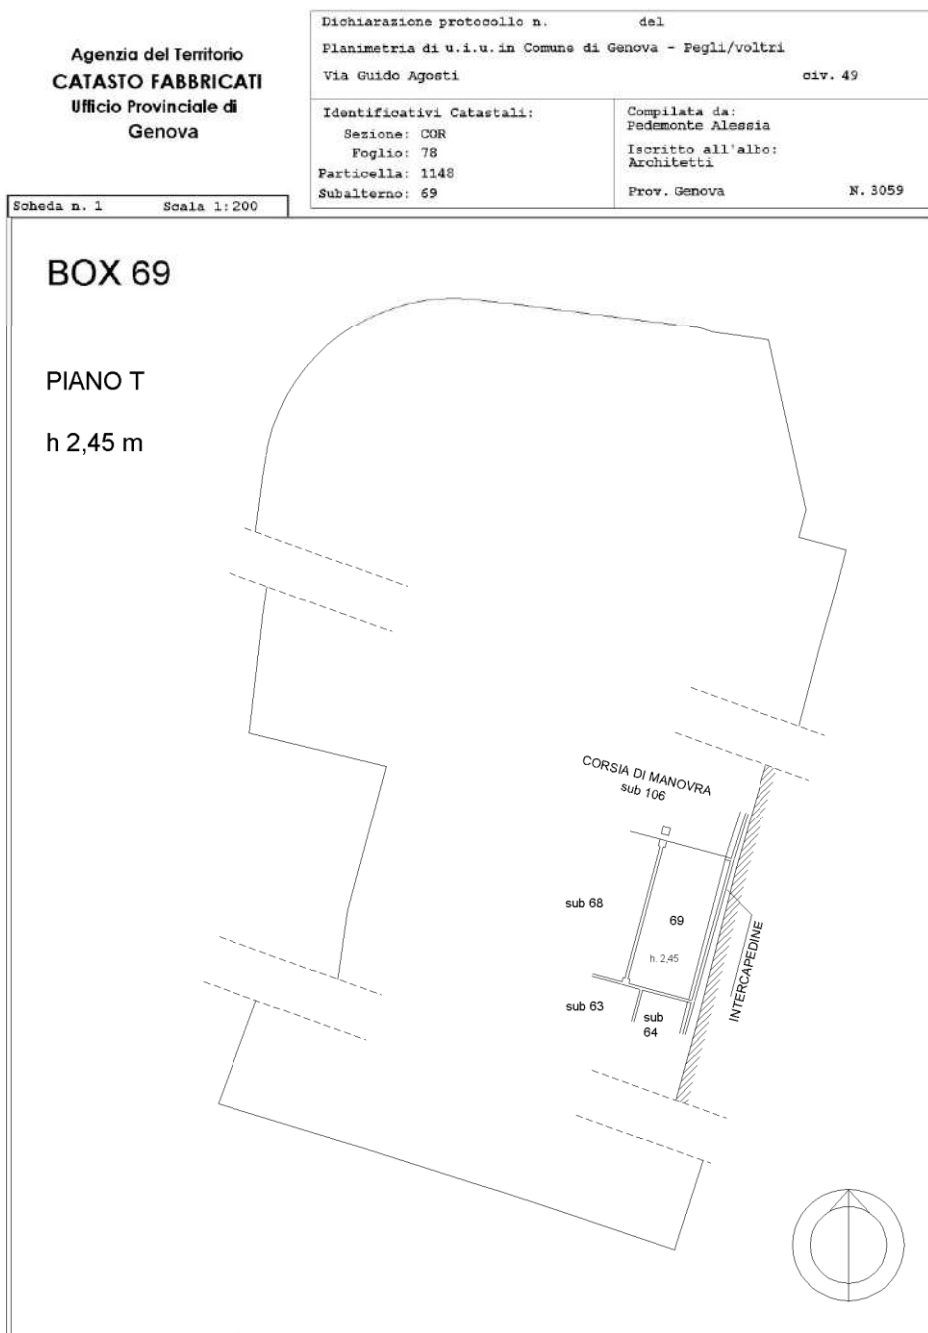 Agenzia del Territorio
CATASTO FABBRICATI
Ufficio Provinciale di
Genova
Dichiarazione protocollo n. del
Planimetria di u.i.u. in Comune di Genova - Pegli/voltri
Via Guido Agosti civ. 49
Identificativi Catastali:
Sezione: COR
Foglio: 78
Particella: 1148
Subalterno: 69
Compilata da:
Pedemonte Alessia
Iscritto all'albo:
Architetti
Prov. Genova N. 3059
Scheda n. 1 Scala 1:200
BOX 69
PIANO T
h 2,45 m
CORSIA DI MANOVRA
sub 106
sub 68
69
h. 2,45
INTERCAPEDINE
sub 63
sub
64